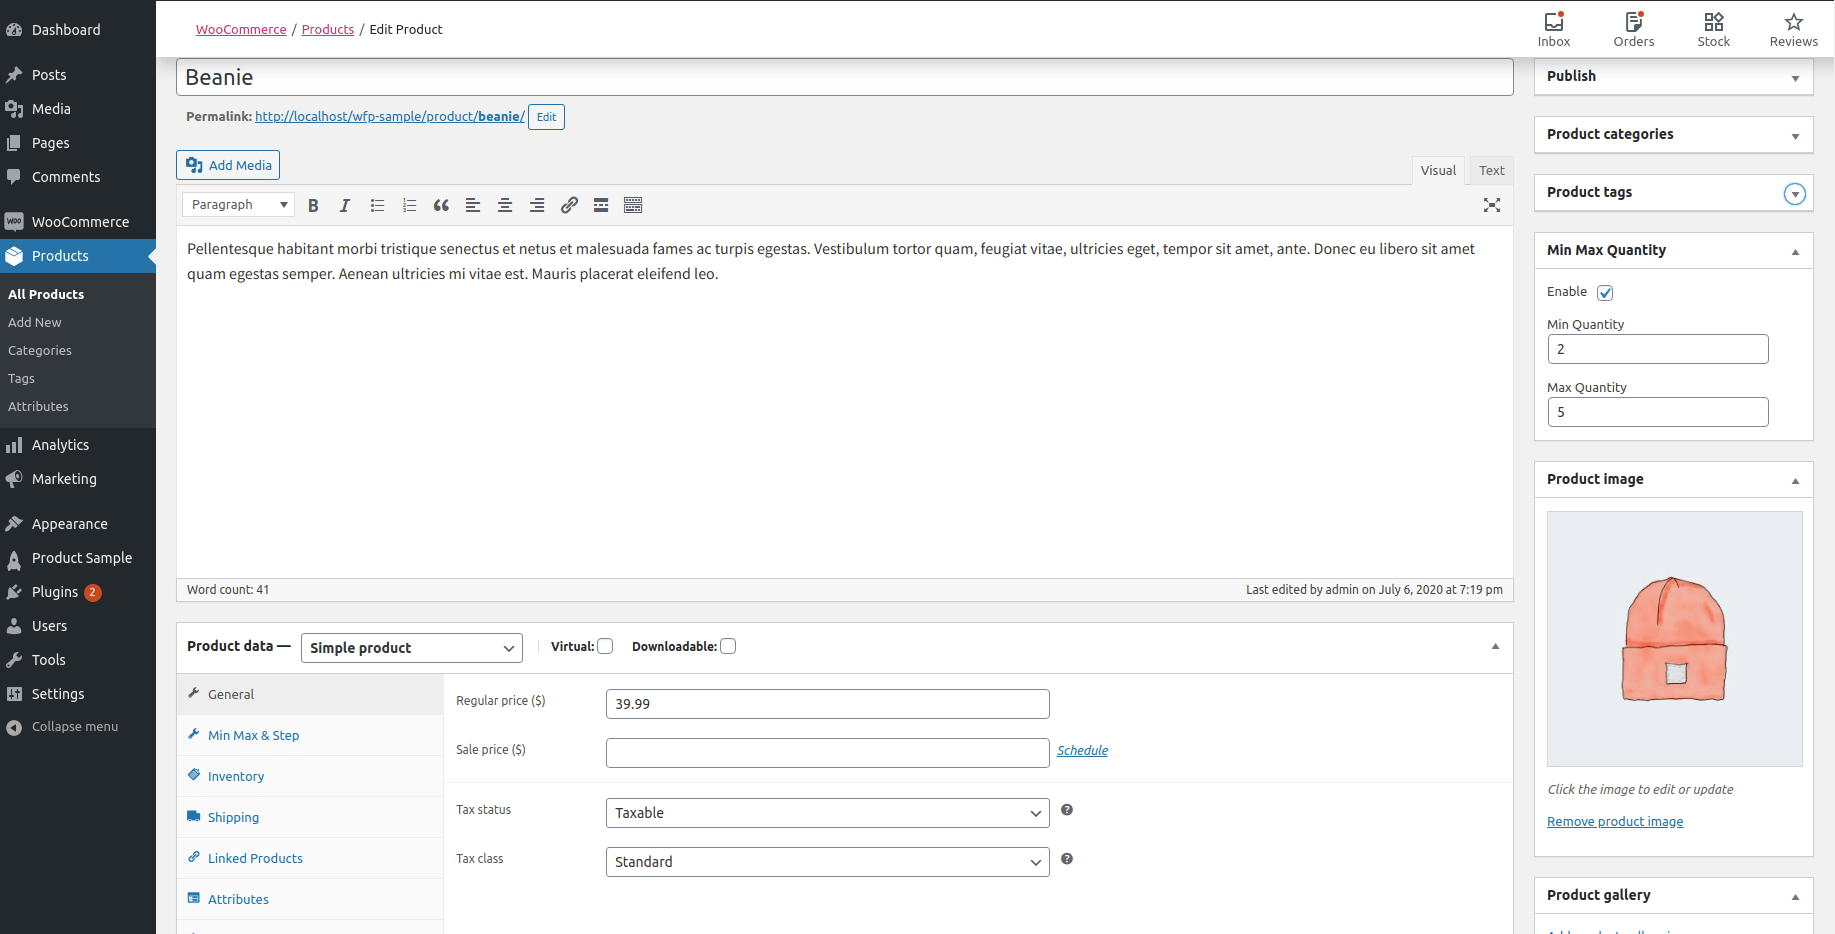 Dashboard
Posts
Media
Pages
Comments
WOO WooCommerce
Products
All Products
Add New
Categories
Tags
Attributes
Analytics
Marketing
Appearance
Product Sample
Plugins 2
Users
Tools
Settings
Collapse menu
WooCommerce / Products / Edit Product
Inbox Orders Stock Reviews
Beanie
Permalink: http://localhost/wfp-sample/product/beanie/ Edit
Add Media
Visual Text
Paragraph B I
Pellentesque habitant morbi tristique senectus et netus et malesuada fames ac turpis egestas. Vestibulum tortor quam, feugiat vitae, ultricies eget, tempor sit amet, ante. Donec eu libero sit amet
quam egestas semper. Aenean ultricies mi vitae est. Mauris placerat eleifend leo.
Word count: 41 Last edited by admin on July 6, 2020 at 7:19 pm
Product data — Simple product Virtual: Downloadable:
General
Min Max & Step
Inventory
Shipping
Linked Products
Attributes
Regular price ($) 39.99
Sale price ($) Schedule
Tax status Taxable
Tax class Standard
Publish
Product categories
Product tags
Min Max Quantity
Enable
Min Quantity
2
Max Quantity
5
Product image
Click the image to edit or update
Remove product image
Product gallery